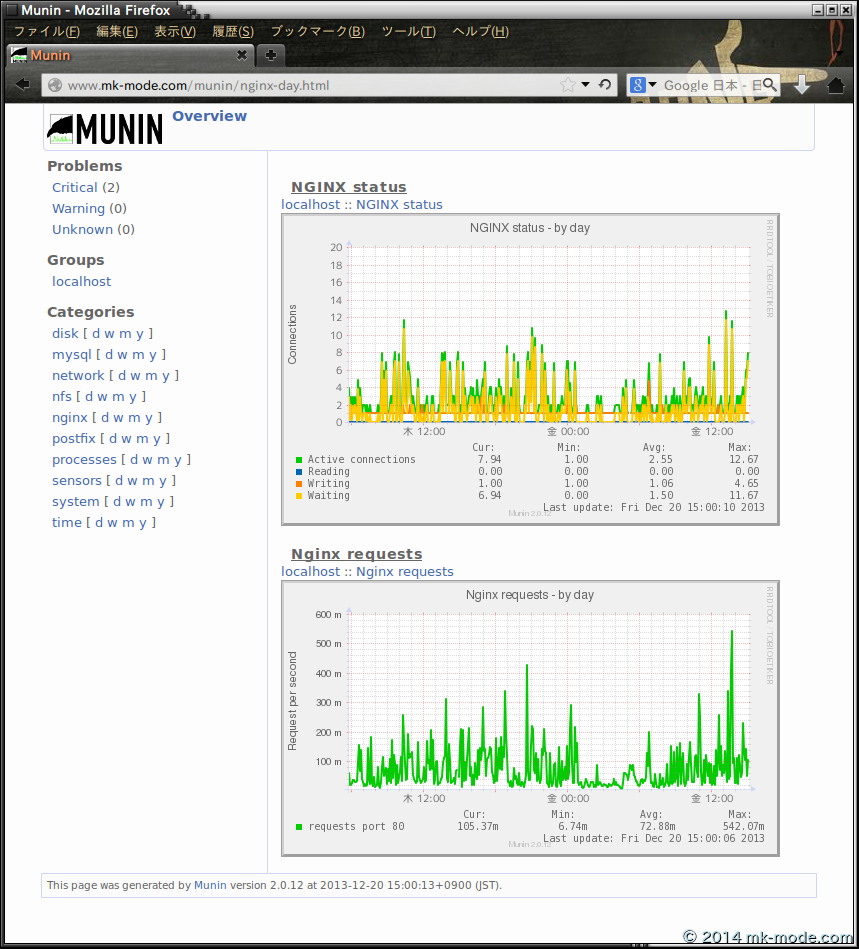 Munin - Mozilla Firefox
ファイル(F) 編集(E) 表示(V) 履歴(S) ブックマーク(B) ツール(T) ヘルプ(H)
Munin
www.mk-mode.com/munin/nginx-day.html
Google 日本 - E
MUNIN Overview
Problems
Critical (2)
Warning (0)
Unknown (0)
Groups
localhost
Categories
disk [ d w m y ]
mysql [ d w m y ]
network [ d w m y ]
nfs [ d w m y ]
nginx [ d w m y ]
postfix [ d w m y ]
processes [ d w m y ]
sensors [ d w m y ]
system [ d w m y ]
time [ d w m y ]
NGINX status
localhost :: NGINX status
NGINX status - by day
RRDTOOL / TOBI OETIKER
Connections
20
18
16
14
12
10
8
6
4
2
0
木 12:00 金 00:00 金 12:00
Cur: Min: Avg: Max:
Active connections 7.94 1.00 2.55 12.67
Reading 0.00 0.00 0.00 0.00
Writing 1.00 1.00 1.06 4.65
Waiting 6.94 0.00 1.50 11.67
Last update: Fri Dec 20 15:00:10 2013
Munin 2.0.12
Nginx requests
localhost :: Nginx requests
Nginx requests - by day
RRDTOOL / TOBI OETIKER
Request per second
600 m
500 m
400 m
300 m
200 m
100 m
木 12:00 金 00:00 金 12:00
Cur: Min: Avg: Max:
requests port 80 105.37m 6.74m 72.88m 542.07m
Last update: Fri Dec 20 15:00:06 2013
Munin 2.0.12
This page was generated by Munin version 2.0.12 at 2013-12-20 15:00:13+0900 (JST).
© 2014 mk-mode.com